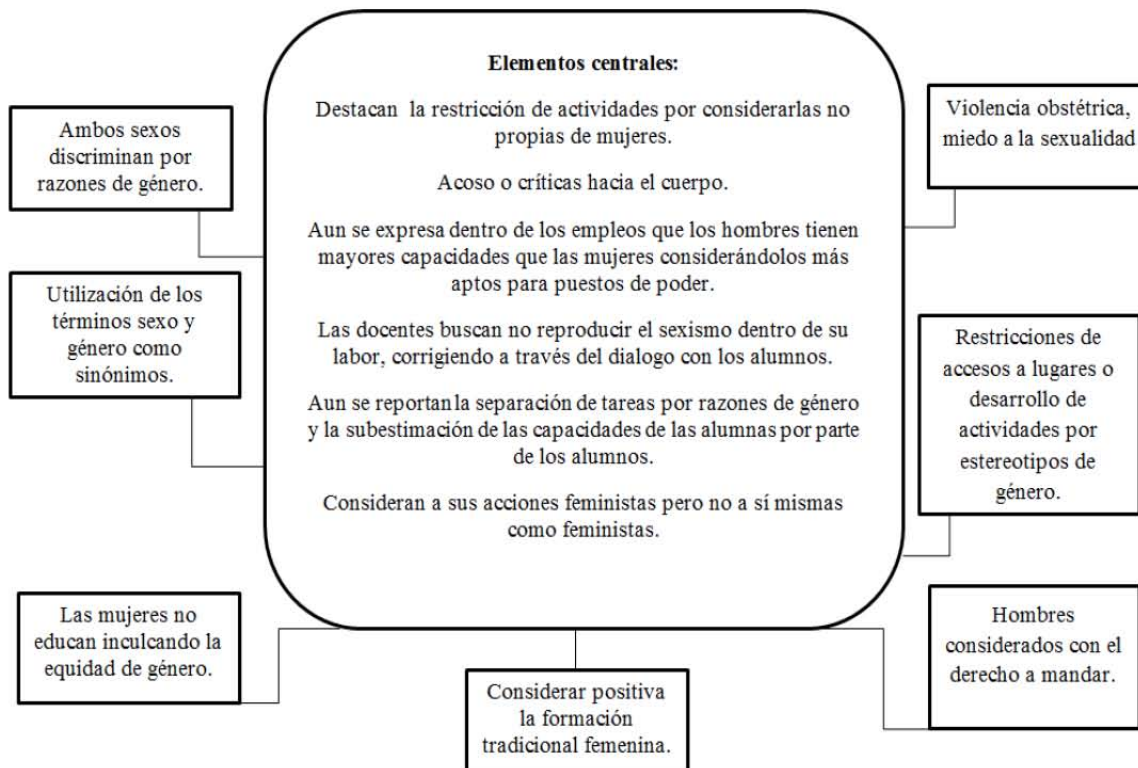 Elementos centrales:
Destacan la restricción de actividades por considerarlas no
propias de mujeres.
Acoso o críticas hacia el cuerpo.
Aun se expresa dentro de los empleos que los hombres tienen
mayores capacidades que las mujeres considerándolos más
aptos para puestos de poder.
Las docentes buscan no reproducir el sexismo dentro de su
labor, corrigiendo a través del dialogo con los alumnos.
Aun se reportan la separación de tareas por razones de género
y la subestimación de las capacidades de las alumnas por parte
de los alumnos.
Consideran a sus acciones feministas pero no a sí mismas
como feministas.
Ambos sexos
discriminan por
razones de género.
Utilización de los
términos sexo y
género como
sinónimos.
Las mujeres no
educan inculcando la
equidad de género.
Considerar positiva
la formación
tradicional femenina.
Violencia obstétrica,
miedo a la sexualidad
Restricciones de
accesos a lugares o
desarrollo de
actividades por
estereotipos de
género.
Hombres
considerados con el
derecho a mandar.